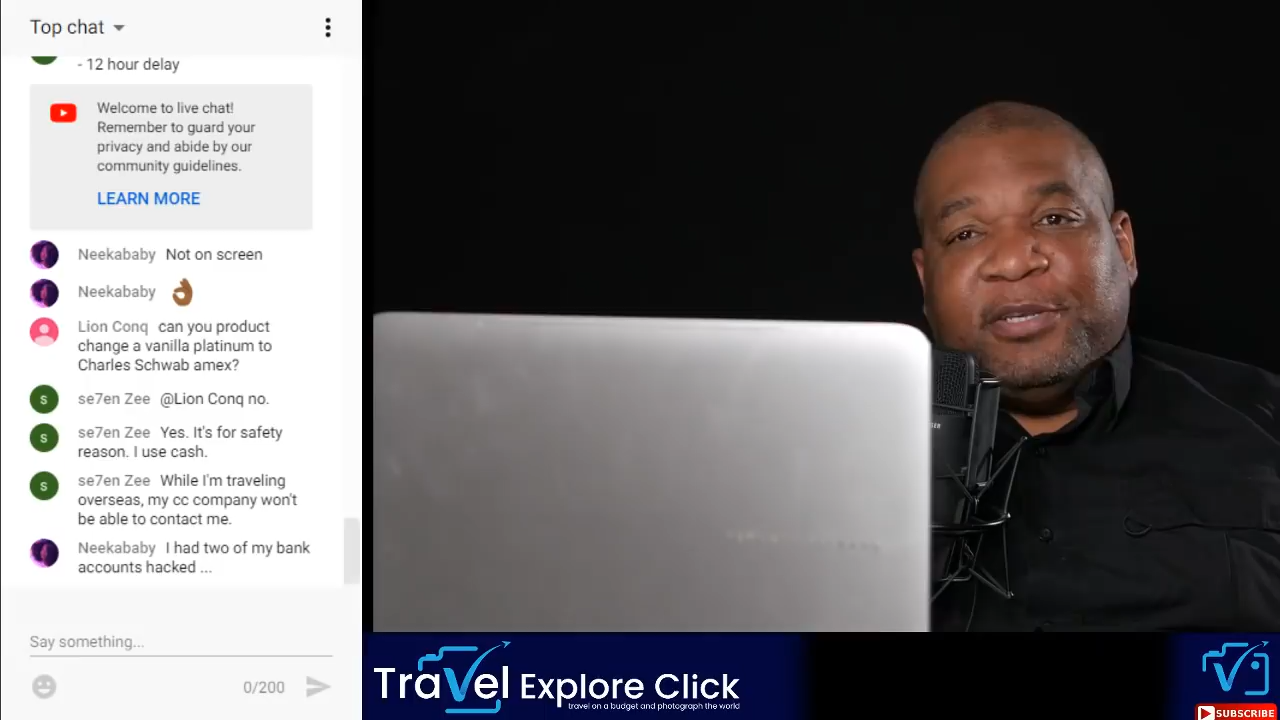 Top chat
- 12 hour delay
Welcome to live chat!
Remember to guard your
privacy and abide by our
community guidelines.
LEARN MORE
Neekababy Not on screen
Neekababy 👌🏾
Lion Conq can you product
change a vanilla platinum to
Charles Schwab amex?
se7en Zee @Lion Conq no.
se7en Zee Yes. It's for safety
reason. I use cash.
se7en Zee While I'm traveling
overseas, my cc company won't
be able to contact me.
Neekababy I had two of my bank
accounts hacked ...
Say something...
0/200
S
S
S
Travel Explore Click
travel on a budget and photograph the world
SUBSCRIBE